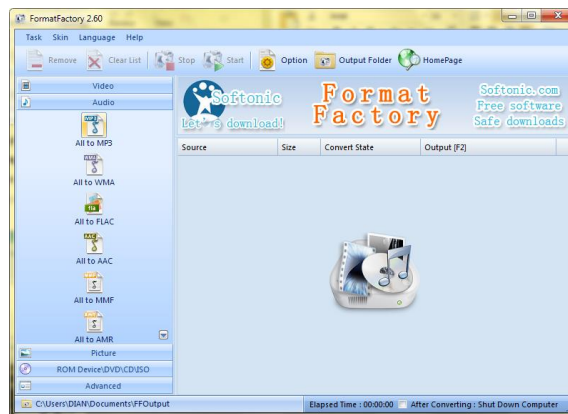 FormatFactory 2.60
Task Skin Language Help
Remove Clear List Stop Start Option Output Folder HomePage
Video
Audio
All to MP3
All to WMA
All to FLAC
All to AAC
All to MMF
All to AMR
Picture
ROM Device\DVD\CD\ISO
Advanced
Softonic
Let's download!
Format
Factory
Softonic.com
Free software
Safe downloads
Source Size Convert State Output [F2]
C:\Users\DIAN\Documents\FFOutput
Elapsed Time : 00:00:00 After Converting : Shut Down Computer